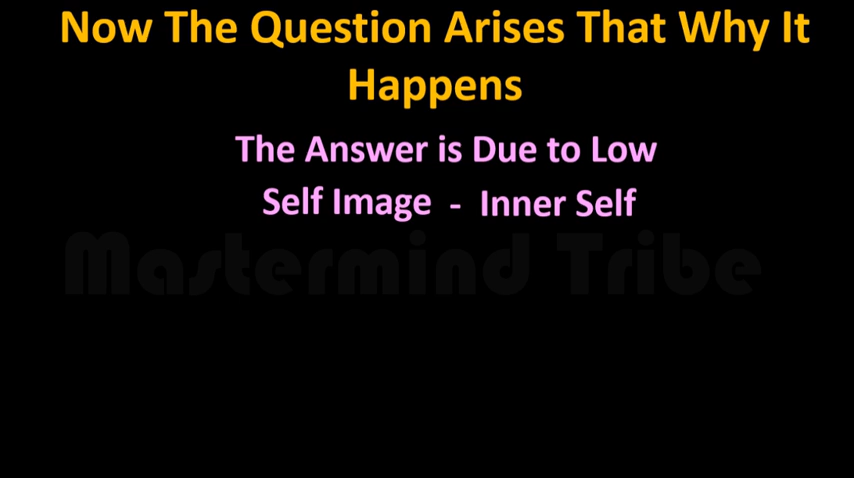 Now The Question Arises That Why It
Happens
The Answer is Due to Low
Self Image - Inner Self
Mastermind Tribe